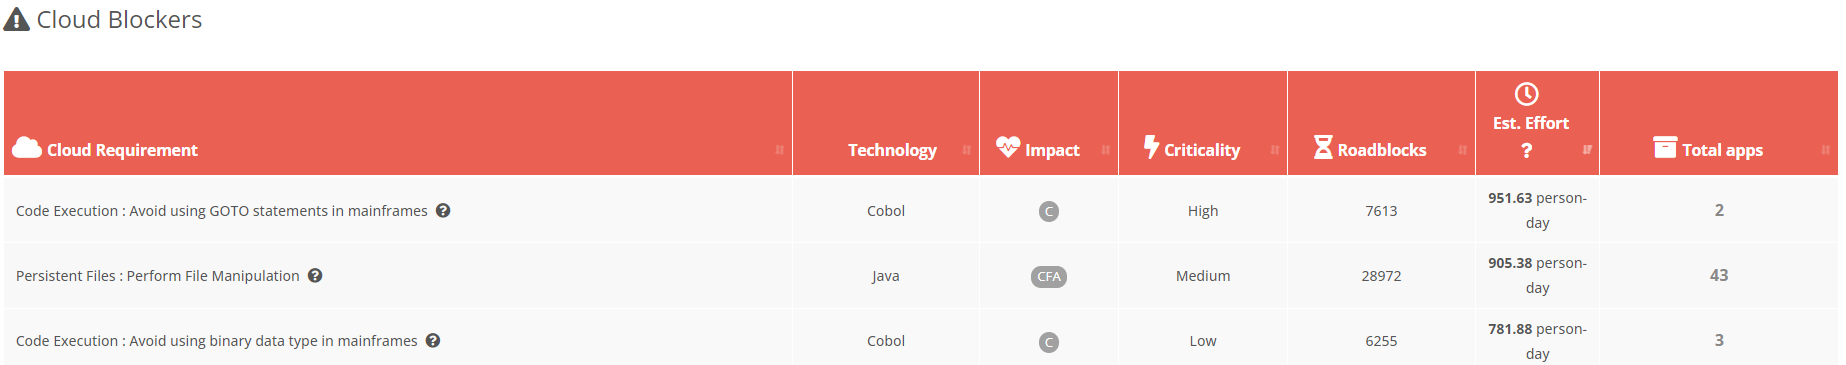 Cloud Blockers
Est. Effort
Cloud Requirement Technology Impact Criticality Roadblocks ? Total apps
Code Execution : Avoid using GOTO statements in mainframes ? Cobol C High 7613 951.63 person- 2
day
Persistent Files : Perform File Manipulation ? Java CFA Medium 28972 905.38 person- 43
day
Code Execution : Avoid using binary data type in mainframes ? Cobol C Low 6255 781.88 person- 3
day